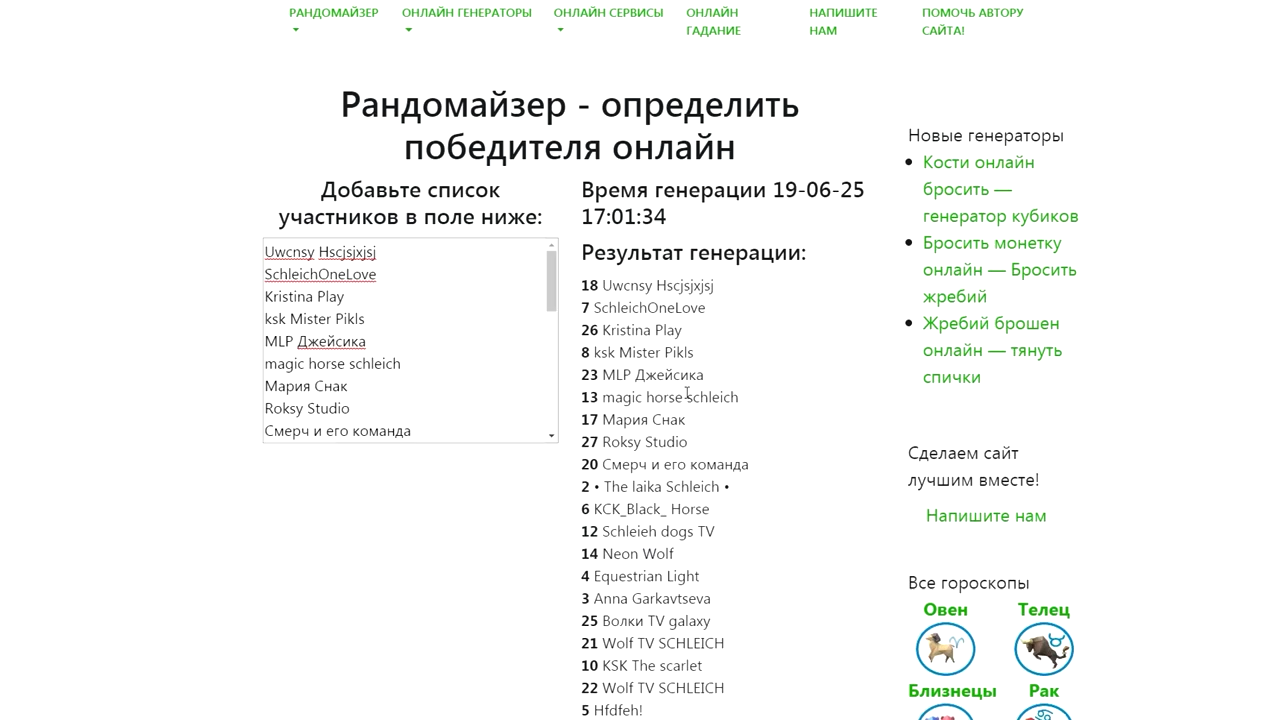 РАНДОМАЙЗЕР
ОНЛАЙН ГЕНЕРАТОРЫ
ОНЛАЙН СЕРВИСЫ
ОНЛАЙН
ГАДАНИЕ
НАПИШИТЕ
НАМ
ПОМОЧЬ АВТОРУ
САЙТА!
Рандомайзер - определить
победителя онлайн
Добавьте список
участников в поле ниже:
Uwcnsy Hscjsjxjsj
SchleichOneLove
Kristina Play
ksk Mister Pikls
MLP Джейсика
magic horse schleich
Мария Снак
Roksy Studio
Смерч и его команда
Время генерации 19-06-25
17:01:34
Результат генерации:
18 Uwcnsy Hscjsjxjsj
7 SchleichOneLove
26 Kristina Play
8 ksk Mister Pikls
23 MLP Джейсика
13 magic horse schleich
17 Мария Снак
27 Roksy Studio
20 Смерч и его команда
2 • The laika Schleich •
6 KCK_Black_ Horse
12 Schleieh dogs TV
14 Neon Wolf
4 Equestrian Light
3 Anna Garkavtseva
25 Волки TV galaxy
21 Wolf TV SCHLEICH
10 KSK The scarlet
22 Wolf TV SCHLEICH
5 Hfdfeh!
Новые генераторы
• Кости онлайн
бросить —
генератор кубиков
• Бросить монетку
онлайн — Бросить
жребий
• Жребий брошен
онлайн — тянуть
спички
Сделаем сайт
лучшим вместе!
Напишите нам
Все гороскопы
Овен
Телец
Близнецы
Рак